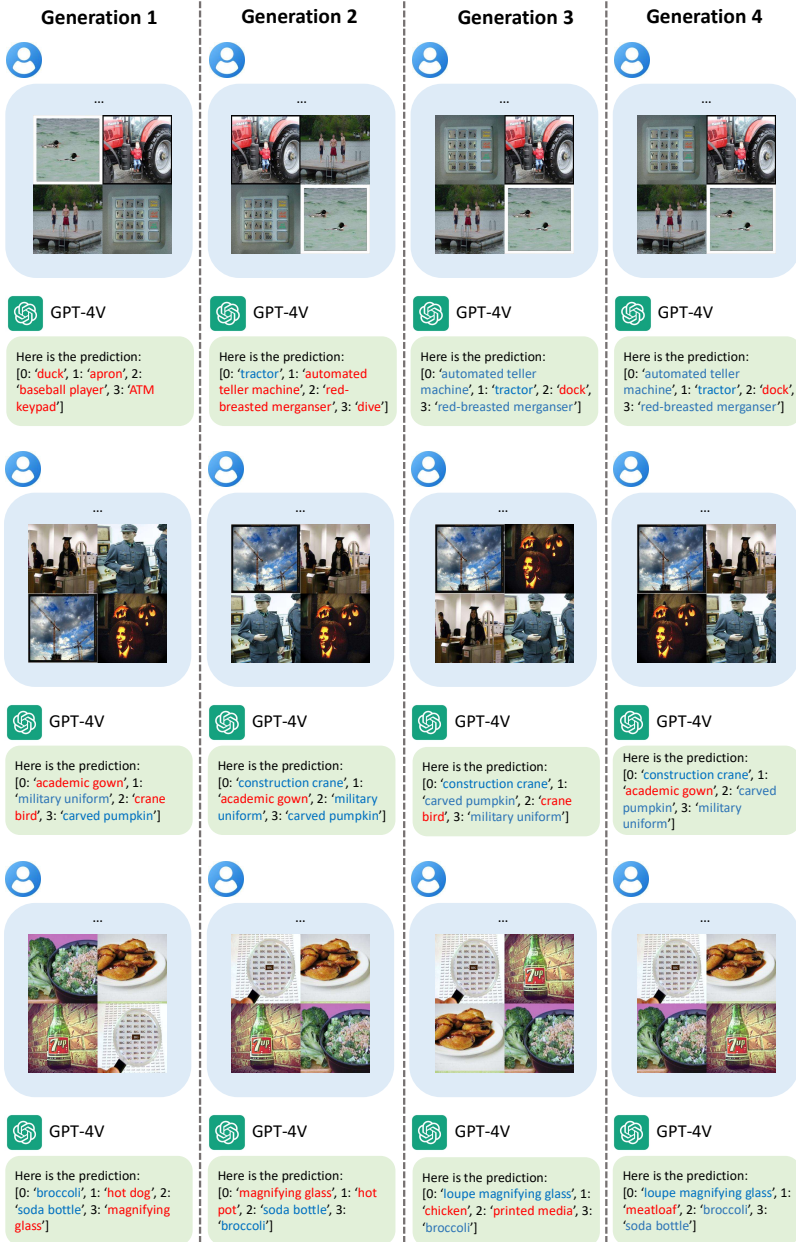 Generation 1
Generation 2
Generation 3
Generation 4
...
...
...
...
GPT-4V
GPT-4V
GPT-4V
GPT-4V
Here is the prediction:
[0: ‘duck’, 1: ‘apron’, 2:
‘baseball player’, 3: ‘ATM
keypad’]
Here is the prediction:
[0: ‘tractor’, 1: ‘automated
teller machine’, 2: ‘red-
breasted merganser’, 3: ‘dive’]
Here is the prediction:
[0: ‘automated teller
machine’, 1: ‘tractor’, 2: ‘dock’,
3: ‘red-breasted merganser’]
Here is the prediction:
[0: ‘automated teller
machine’, 1: ‘tractor’, 2: ‘dock’,
3: ‘red-breasted merganser’]
...
...
...
...
GPT-4V
GPT-4V
GPT-4V
GPT-4V
Here is the prediction:
[0: ‘academic gown’, 1:
‘military uniform’, 2: ‘crane
bird’, 3: ‘carved pumpkin’]
Here is the prediction:
[0: ‘construction crane’, 1:
‘academic gown’, 2: ‘military
uniform’, 3: ‘carved pumpkin’]
Here is the prediction:
[0: ‘construction crane’, 1:
‘carved pumpkin’, 2: ‘crane
bird’, 3: ‘military uniform’]
Here is the prediction:
[0: ‘construction crane’, 1:
‘academic gown’, 2: ‘carved
pumpkin’, 3: ‘military
uniform’]
...
...
...
...
7up
7up
7up
7up
GPT-4V
GPT-4V
GPT-4V
GPT-4V
Here is the prediction:
[0: ‘broccoli’, 1: ‘hot dog’, 2:
‘soda bottle’, 3: ‘magnifying
glass’]
Here is the prediction:
[0: ‘magnifying glass’, 1: ‘hot
pot’, 2: ‘soda bottle’, 3:
‘broccoli’]
Here is the prediction:
[0: ‘loupe magnifying glass’, 1:
‘chicken’, 2: ‘printed media’, 3:
‘broccoli’]
Here is the prediction:
[0: ‘loupe magnifying glass’, 1:
‘meatloaf’, 2: ‘broccoli’, 3:
‘soda bottle’]